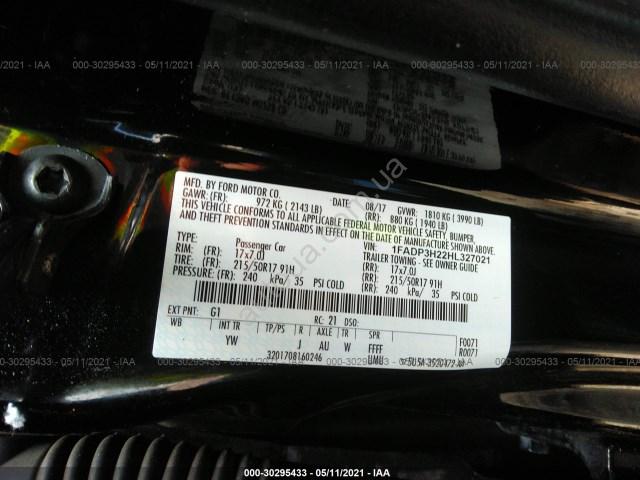 000-30295433 - 05/11/2021 - IAA
MFD. BY FORD MOTOR CO.
DATE: 08/17 GVWR: 1810 KG ( 3990 LB)
GAWR: (FR): 972 KG ( 2143 LB) (RR): 880 KG ( 1940 LB)
THIS VEHICLE CONFORMS TO ALL APPLICABLE FEDERAL MOTOR VEHICLE SAFETY, BUMPER,
AND THEFT PREVENTION STANDARDS IN EFFECT ON THE DATE OF MANUFACTURE SHOWN ABOVE.
VIN: 1FADP3H22HL327021
TYPE: Passenger Car TRAILER TOWING - SEE OWNER GUIDE
RIM: (FR): 17x7.0J (RR): 17x7.0J
TIRE: (FR): 215/50R17 91H (RR): 215/50R17 91H
PRESSURE: (FR): 240 kPa/ 35 PSI COLD (RR): 240 kPa/ 35 PSI COLD
EXT PNT: G1 RC: 21 DSO: F0071
WB INT TR TP/PS R AXLE TR SPR R0071
YW J AU W FFFF
3201708160246 UMU
000-30295433 - 05/11/2021 - IAA